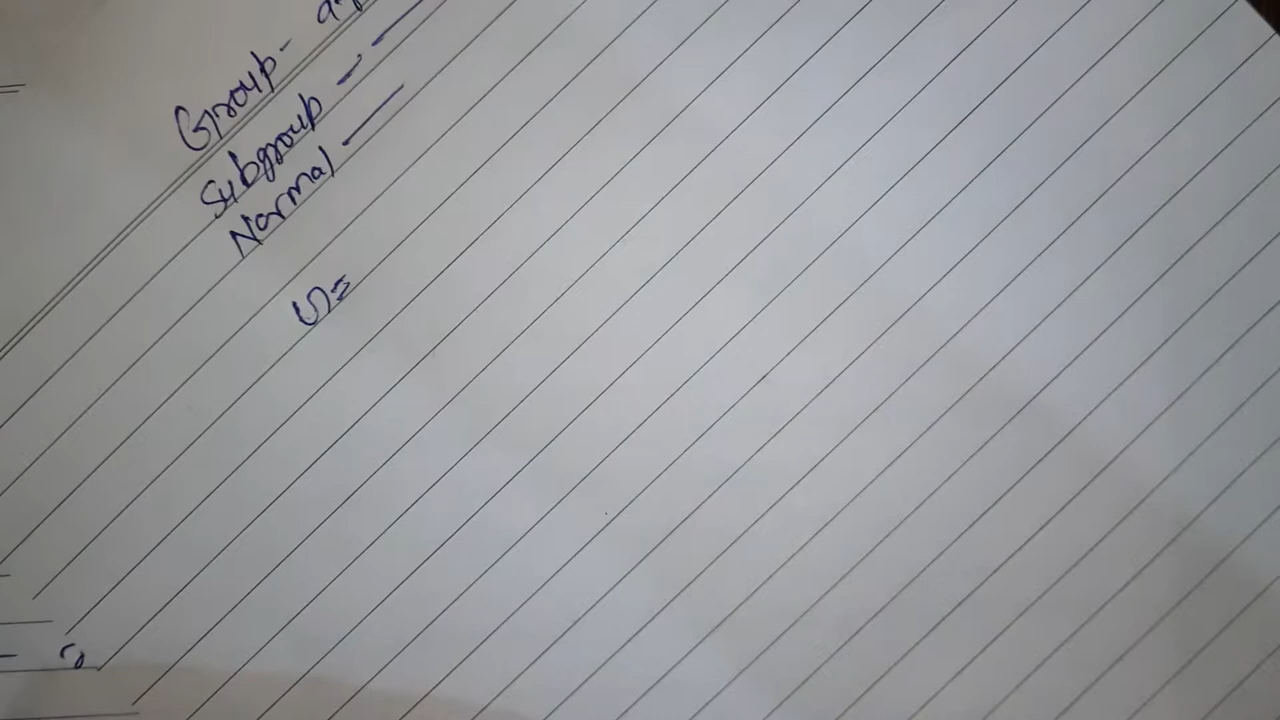 Group -
Subgroup - —
Normal —
G =